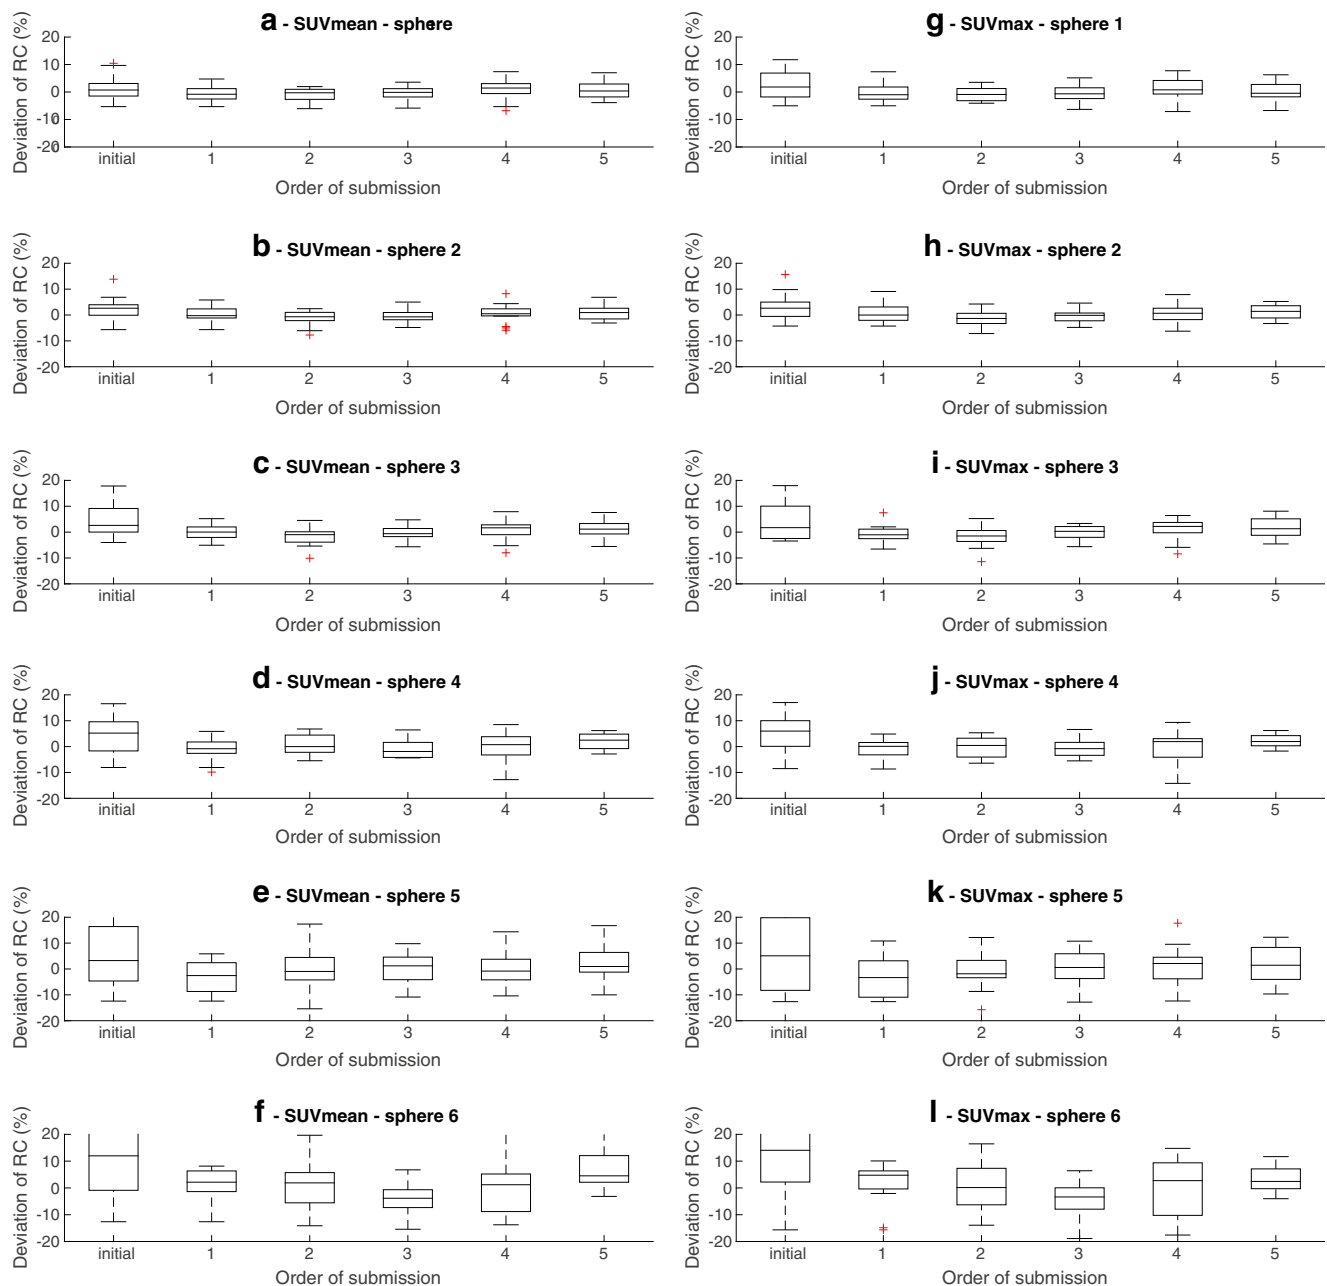 a - SUVmean - sphere
Deviation of RC (%)
20
10
0
-10
-20
initial 1 2 3 4 5
Order of submission
g - SUVmax - sphere 1
Deviation of RC (%)
20
10
0
-10
-20
initial 1 2 3 4 5
Order of submission
b - SUVmean - sphere 2
Deviation of RC (%)
20
10
0
-10
-20
initial 1 2 3 4 5
Order of submission
h - SUVmax - sphere 2
Deviation of RC (%)
20
10
0
-10
-20
initial 1 2 3 4 5
Order of submission
c - SUVmean - sphere 3
Deviation of RC (%)
20
10
0
-10
-20
initial 1 2 3 4 5
Order of submission
i - SUVmax - sphere 3
Deviation of RC (%)
20
10
0
-10
-20
initial 1 2 3 4 5
Order of submission
d - SUVmean - sphere 4
Deviation of RC (%)
20
10
0
-10
-20
initial 1 2 3 4 5
Order of submission
j - SUVmax - sphere 4
Deviation of RC (%)
20
10
0
-10
-20
initial 1 2 3 4 5
Order of submission
e - SUVmean - sphere 5
Deviation of RC (%)
20
10
0
-10
-20
initial 1 2 3 4 5
Order of submission
k - SUVmax - sphere 5
Deviation of RC (%)
20
10
0
-10
-20
initial 1 2 3 4 5
Order of submission
f - SUVmean - sphere 6
Deviation of RC (%)
20
10
0
-10
-20
initial 1 2 3 4 5
Order of submission
l - SUVmax - sphere 6
Deviation of RC (%)
20
10
0
-10
-20
initial 1 2 3 4 5
Order of submission